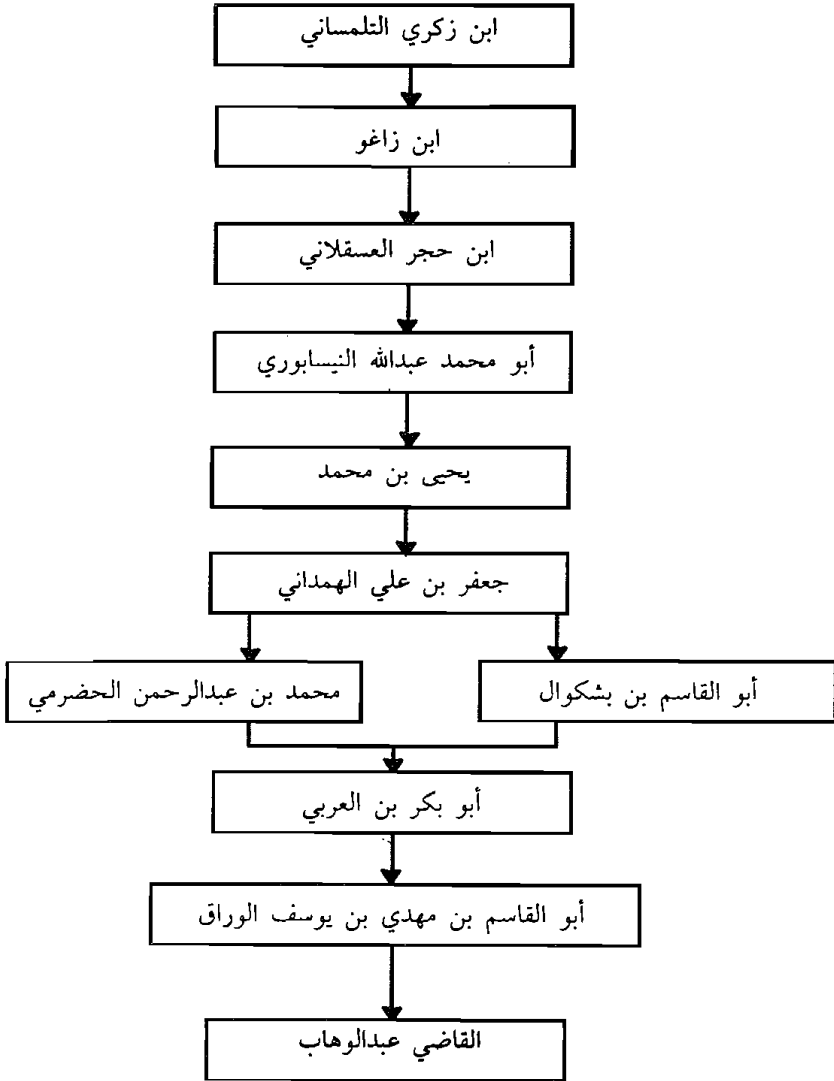 ابن زكري التلمساني
ابن زاغو
ابن حجر العسقلاني
أبو محمد عبدالله النيسابوري
يحيى بن محمد
جعفر بن علي الهمداني
أبو القاسم بن بشكوال
محمد بن عبدالرحمن الحضرمي
أبو بكر بن العربي
أبو القاسم بن مهدي بن يوسف الوراق
القاضي عبدالوهاب